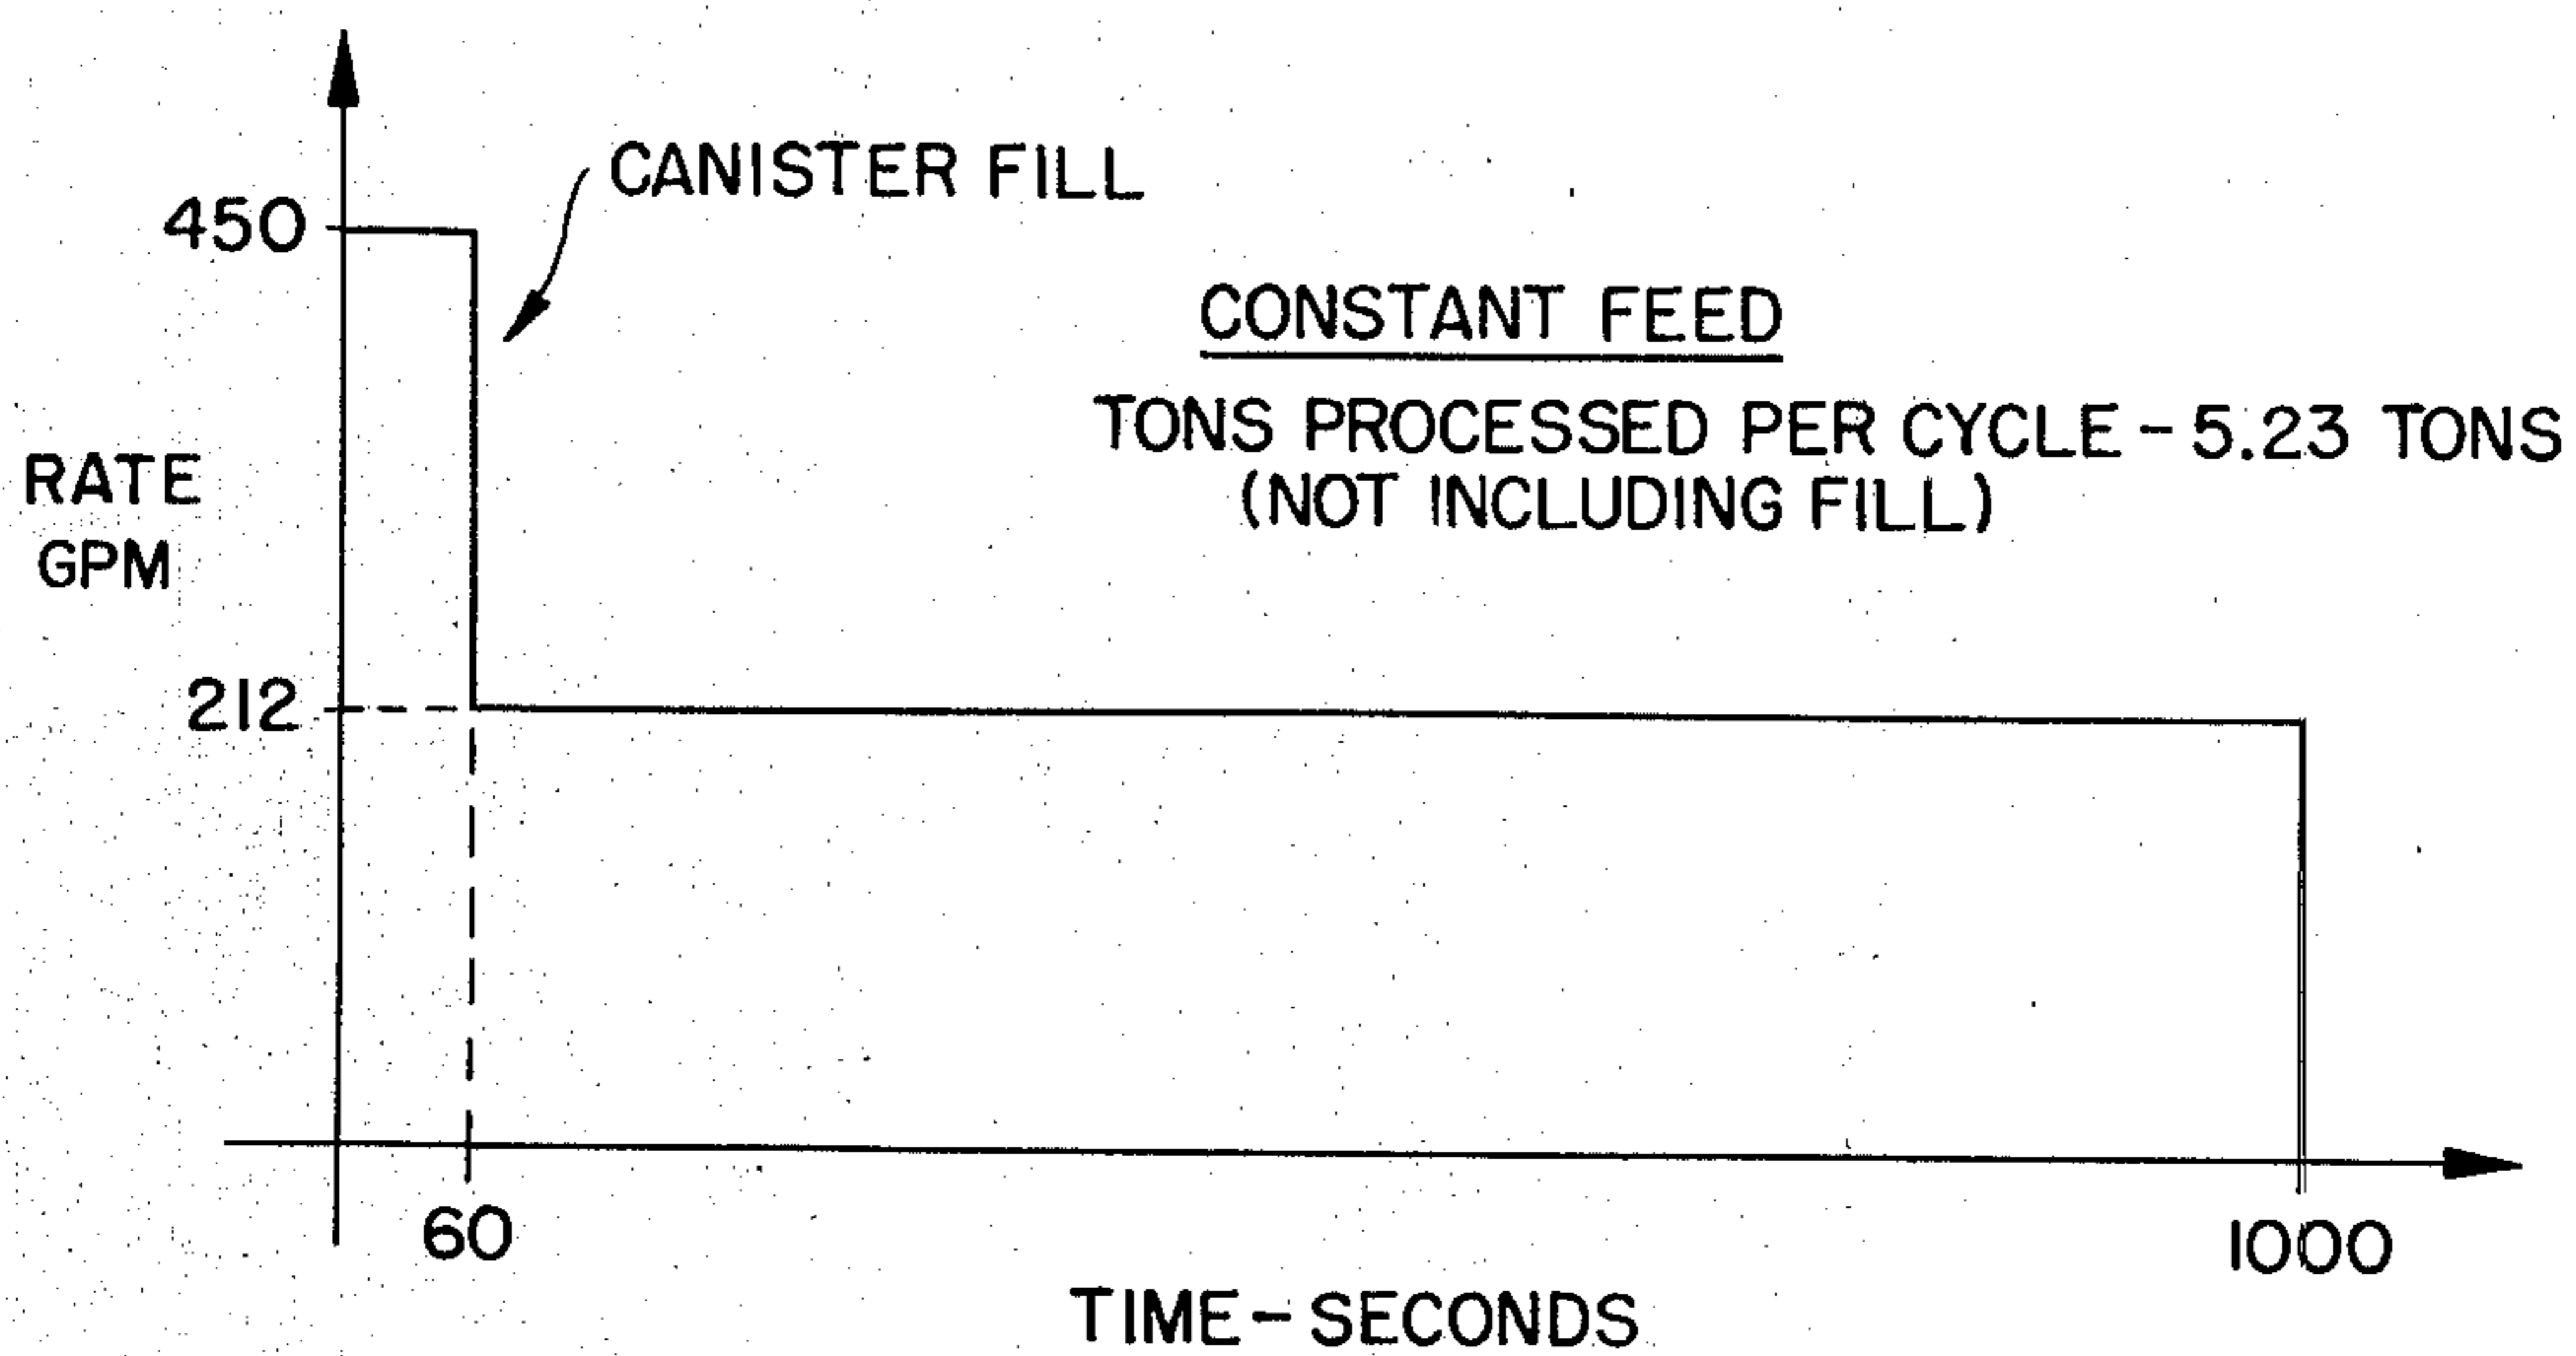 CANISTER FILL
450
CONSTANT FEED
TONS PROCESSED PER CYCLE - 5.23 TONS
(NOT INCLUDING FILL)
RATE
GPM
212
60
1000
TIME - SECONDS